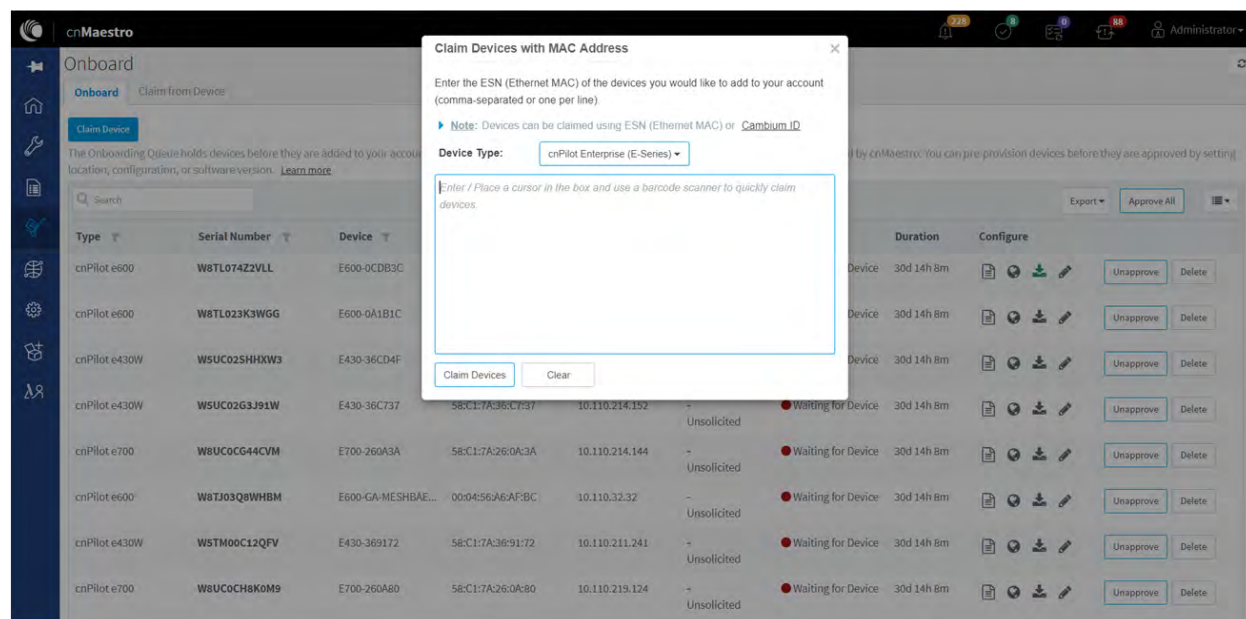 cnMaestro
228
8
0
88
Administrator
Onboard
Onboard Claim from Device
Claim Device
The Onboarding Queue holds devices before they are added to your accou
d by cnMaestro. You can pre-provision devices before they are approved by setting
location, configuration, or software version. Learn more
Search
Export Approve All
Claim Devices with MAC Address
Enter the ESN (Ethernet MAC) of the devices you would like to add to your account
(comma-separated or one per line)
Note: Devices can be claimed using ESN (Ethernet MAC) or Cambium ID
Device Type: cnPilot Enterprise (E-Series)
Enter / Place a cursor in the box and use a barcode scanner to quickly claim
devices.
Claim Devices Clear
Type Serial Number Device Duration Configure
cnPilot e600 W8TL074Z2VLL E600-0CDB3C Device 30d 14h 8m Unapprove Delete
cnPilot e600 W8TL023K3WGG E600-0A1B1C Device 30d 14h 8m Unapprove Delete
cnPilot e430W W5UC025HHXW3 E430-36CD4F Device 30d 14h 8m Unapprove Delete
cnPilot e430W W5UC02G3J91W E430-36C737 58:C1:7A:36:C7:37 10.110.214.152 - Waiting for Device 30d 14h 8m Unapprove Delete
Unsolicited
cnPilot e700 W8UC0CG44CVM E700-260A3A 58:C1:7A:26:0A:3A 10.110.214.144 - Waiting for Device 30d 14h 8m Unapprove Delete
Unsolicited
cnPilot e600 W8TJ03Q8WHBM E600-GA-MESHBAE... 00:04:56:A6:AF:BC 10.110.32.32 - Waiting for Device 30d 14h 8m Unapprove Delete
Unsolicited
cnPilot e430W W5TM00C12QFV E430-369172 58:C1:7A:36:91:72 10.110.211.241 - Waiting for Device 30d 14h 8m Unapprove Delete
Unsolicited
cnPilot e700 W8UC0CH8K0M9 E700-260A80 58:C1:7A:26:0A:80 10.110.219.124 - Waiting for Device 30d 14h 8m Unapprove Delete
Unsolicited